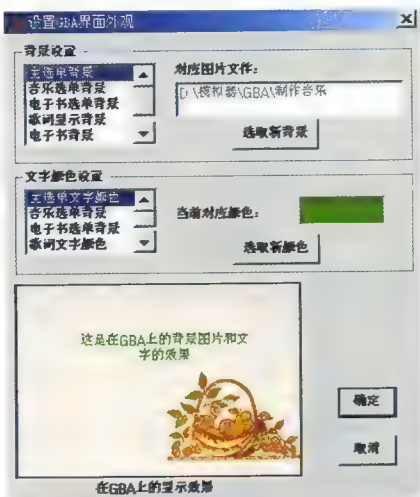 设置GBA界面外观
背景设置
主选单背景
音乐选单背景
电子书选单背景
歌词显示背景
电子书背景
对应图片文件：
D:\模拟器\GBA\制作音乐
选取新背景
文字颜色设置
主选单文字颜色
音乐选单背景
电子书选单背景
歌词文字颜色
当前对应颜色：
选取新颜色
这是在GBA上的背景图片和文
字的效果
确定
取消
在GBA上的显示效果